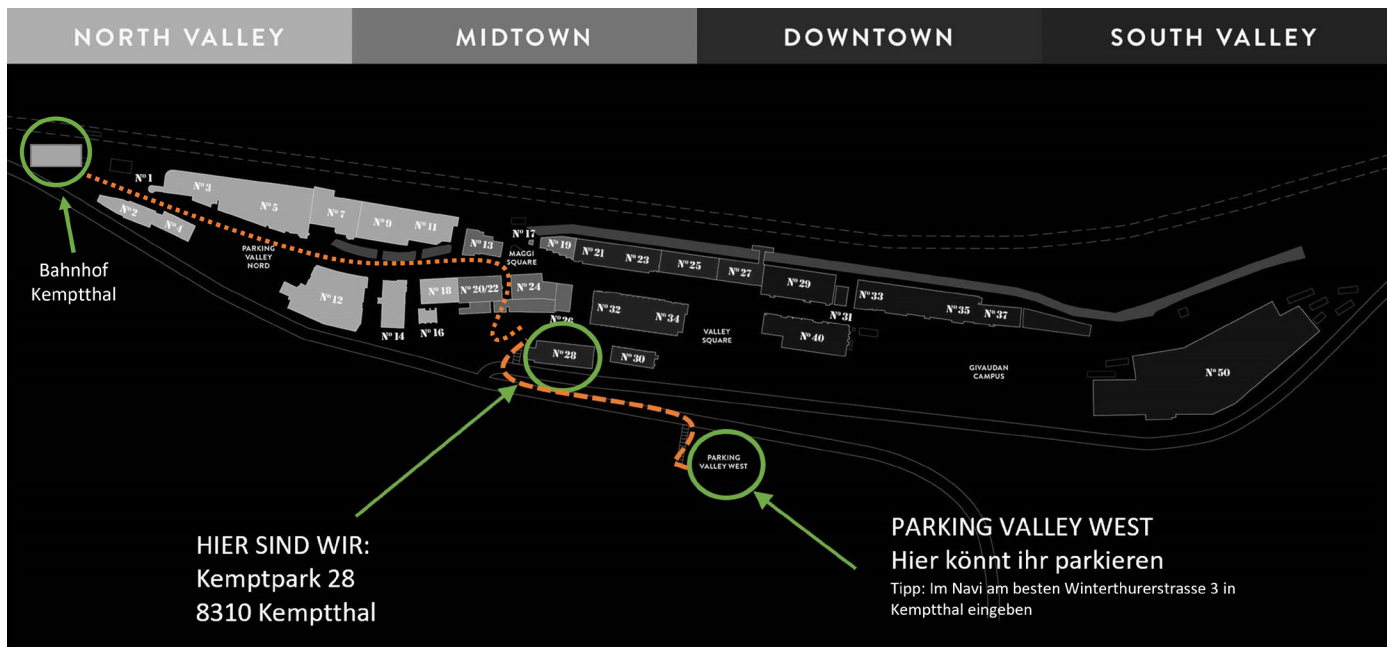 NORTH VALLEY
MIDTOWN
DOWNTOWN
SOUTH VALLEY
Bahnhof
Kemptthal
Nº 1
Nº 2
Nº 3
Nº 4
Nº 5
Nº 7
Nº 9
Nº 11
PARKING
VALLEY
NORD
Nº 12
Nº 13
Nº 14
Nº 16
Nº 17
MAGGI
SQUARE
Nº 18
Nº 19
Nº 20/22
Nº 21
Nº 23
Nº 24
Nº 25
Nº 26
Nº 27
Nº 28
Nº 29
Nº 30
Nº 31
Nº 32
Nº 33
Nº 34
VALLEY
SQUARE
Nº 35
Nº 37
Nº 40
GIVAUDAN
CAMPUS
Nº 50
PARKING
VALLEY WEST
HIER SIND WIR:
Kemptpark 28
8310 Kemptthal
PARKING VALLEY WEST
Hier könnt ihr parkieren
Tipp: Im Navi am besten Winterthurerstrasse 3 in
Kemptthal eingeben